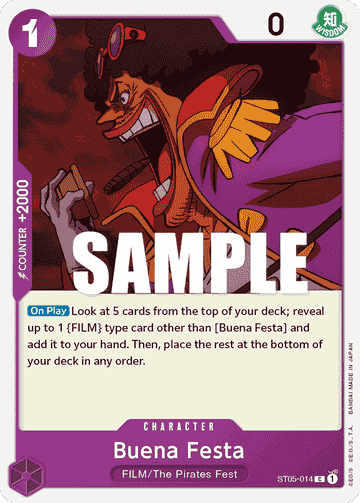 1
0
知
WISDOM
COUNTER +2000
SAMPLE
On Play Look at 5 cards from the top of your deck; reveal
up to 1 {FILM} type card other than [Buena Festa] and
add it to your hand. Then, place the rest at the bottom of
your deck in any order.
CHARACTER
Buena Festa
FILM/The Pirates Fest
ST05-014 C 1
©E.O./S., T.A. BANDAI MADE IN JAPAN